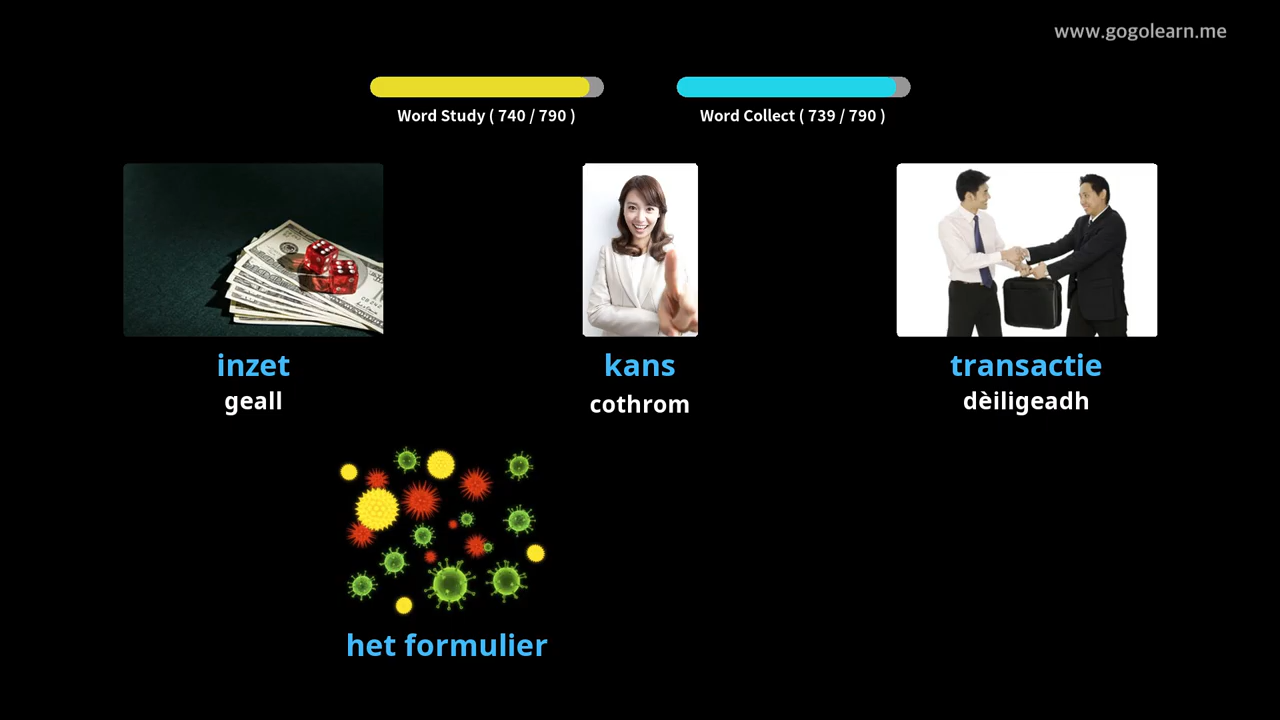 www.gogolearn.me
Word Study ( 740 / 790 )
Word Collect ( 739 / 790 )
inzet
geall
kans
cothrom
transactie
dèiligeadh
het formulier